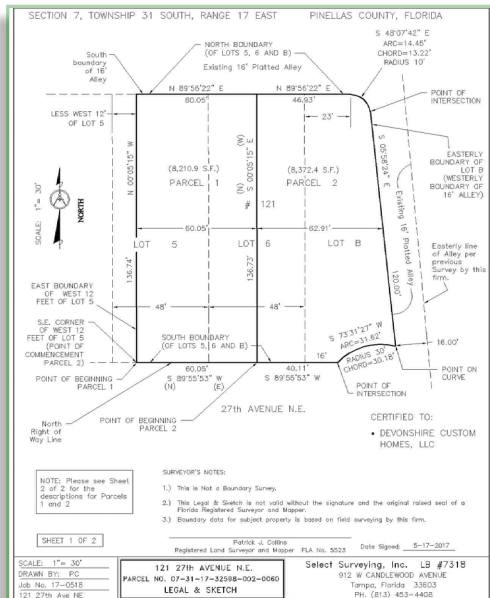 SECTION 7, TOWNSHIP 31 SOUTH, RANGE 17 EAST PINELLAS COUNTY, FLORIDA
S 48°07'42" E
ARC=14.45'
CHORD=13.22'
RADIUS 10'
NORTH BOUNDARY
(OF LOTS 5, 6 AND B)
Existing 16' Platted Alley
South
boundary
of 16'
Alley
N 89°56'22" E
60.05'
N 89°56'22" E
46.93'
POINT OF
INTERSECTION
LESS WEST 12'
OF LOT 5
23'
N 00°05'15" W
(N) S 00°05'15" E (W)
S 05°58'24" E
EASTERLY
BOUNDARY OF
LOT B
(WESTERLY
BOUNDARY OF
16' ALLEY)
(8,210.9 S.F.)
PARCEL 1
(8,372.4 S.F.)
PARCEL 2
Existing 16' Platted Alley
SCALE: 1"= 30'
NORTH
# 121
60.05'
62.91'
LOT 5
LOT 6
LOT B
Easterly line
of Alley per
previous
Survey by this
firm.
136.74'
136.73'
120.00'
EAST BOUNDARY
OF WEST 12
FEET OF LOT 5
48'
48'
S.E. CORNER
OF WEST 12
FEET OF LOT 5
(POINT OF
COMMENCEMENT
PARCEL 2)
SOUTH BOUNDARY
(OF LOTS 5, 6 AND B)
S 73°31'27" W
ARC=31.62'
RADIUS 30'
CHORD=30.18'
16.00'
16'
POINT ON
CURVE
POINT OF BEGINNING
PARCEL 1
60.05'
S 89°55'53" W
(N) (E)
40.11'
S 89°55'53" W
POINT OF
INTERSECTION
27th AVENUE N.E.
POINT OF BEGINNING
PARCEL 2
North
Right of
Way Line
CERTIFIED TO:
• DEVONSHIRE CUSTOM
HOMES, LLC
NOTE: Please see Sheet
2 of 2 for the
descriptions for Parcels
1 and 2
SURVEYOR'S NOTES:
1.) This is Not a Boundary Survey.
2.) This Legal & Sketch is not valid without the signature and the original raised seal of a
Florida Registered Surveyor and Mapper.
3.) Boundary data for subject property is based on field surveying by this firm.
SHEET 1 OF 2
Patrick J. Collins
Registered Land Surveyor and Mapper FLA No. 5523
Date Signed: 5-17-2017
SCALE: 1"= 30'
DRAWN BY: PC
Job No. 17-0518
121 27th Ave NE
121 27th AVENUE N.E.
PARCEL NO. 07-31-17-32598-002-0060
LEGAL & SKETCH
Select Surveying, Inc. LB #7318
912 W CANDLEWOOD AVENUE
Tampa, Florida 33603
PH. (813) 453-4408